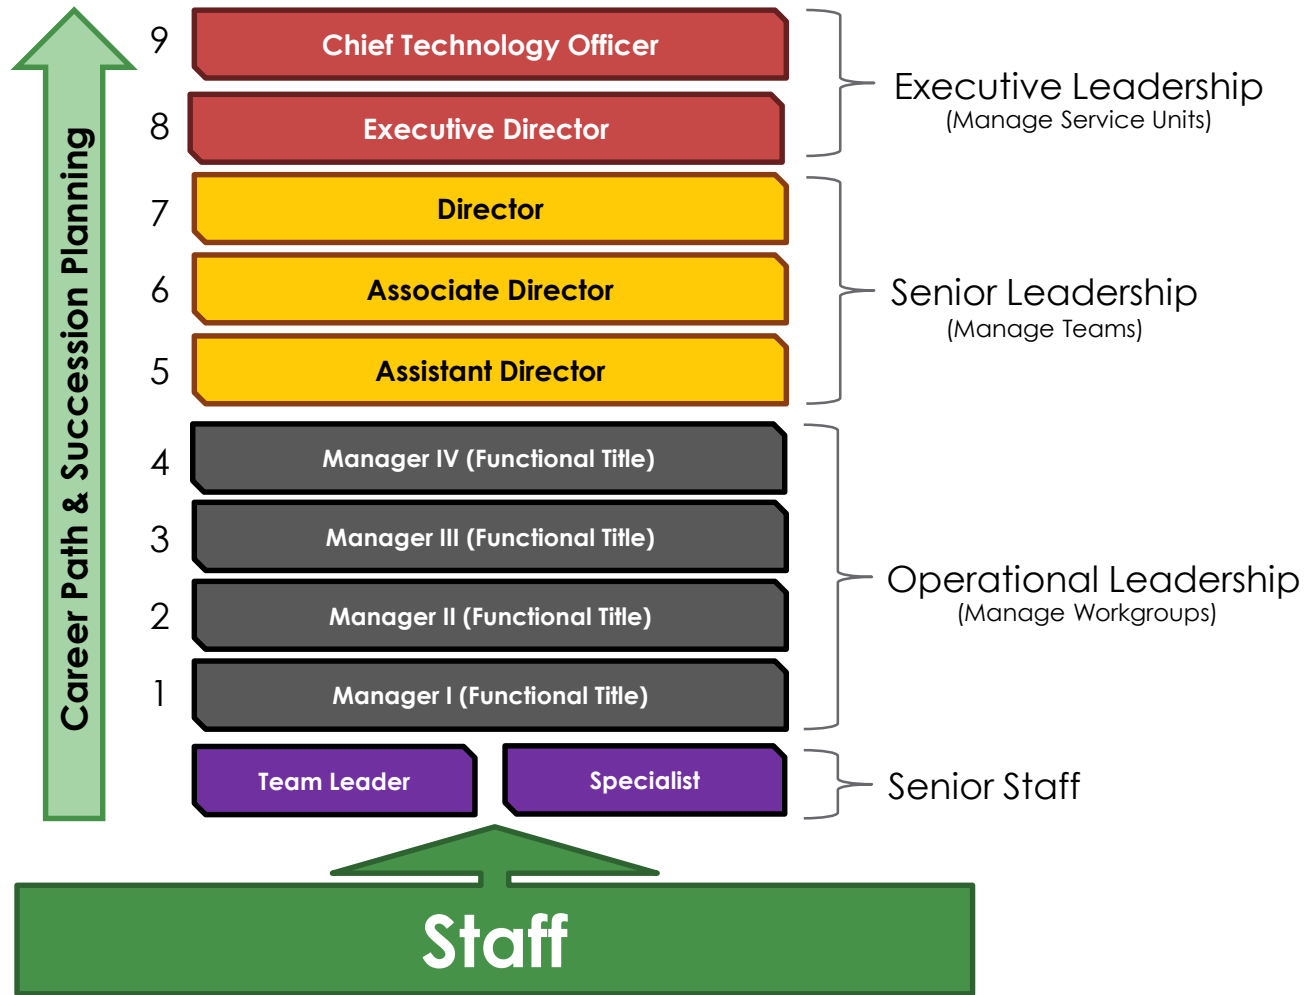 Career Path & Succession Planning
9
Chief Technology Officer
8
Executive Director
Executive Leadership
(Manage Service Units)
7
Director
6
Associate Director
5
Assistant Director
Senior Leadership
(Manage Teams)
4
Manager IV (Functional Title)
3
Manager III (Functional Title)
2
Manager II (Functional Title)
1
Manager I (Functional Title)
Operational Leadership
(Manage Workgroups)
Team Leader
Specialist
Senior Staff
Staff